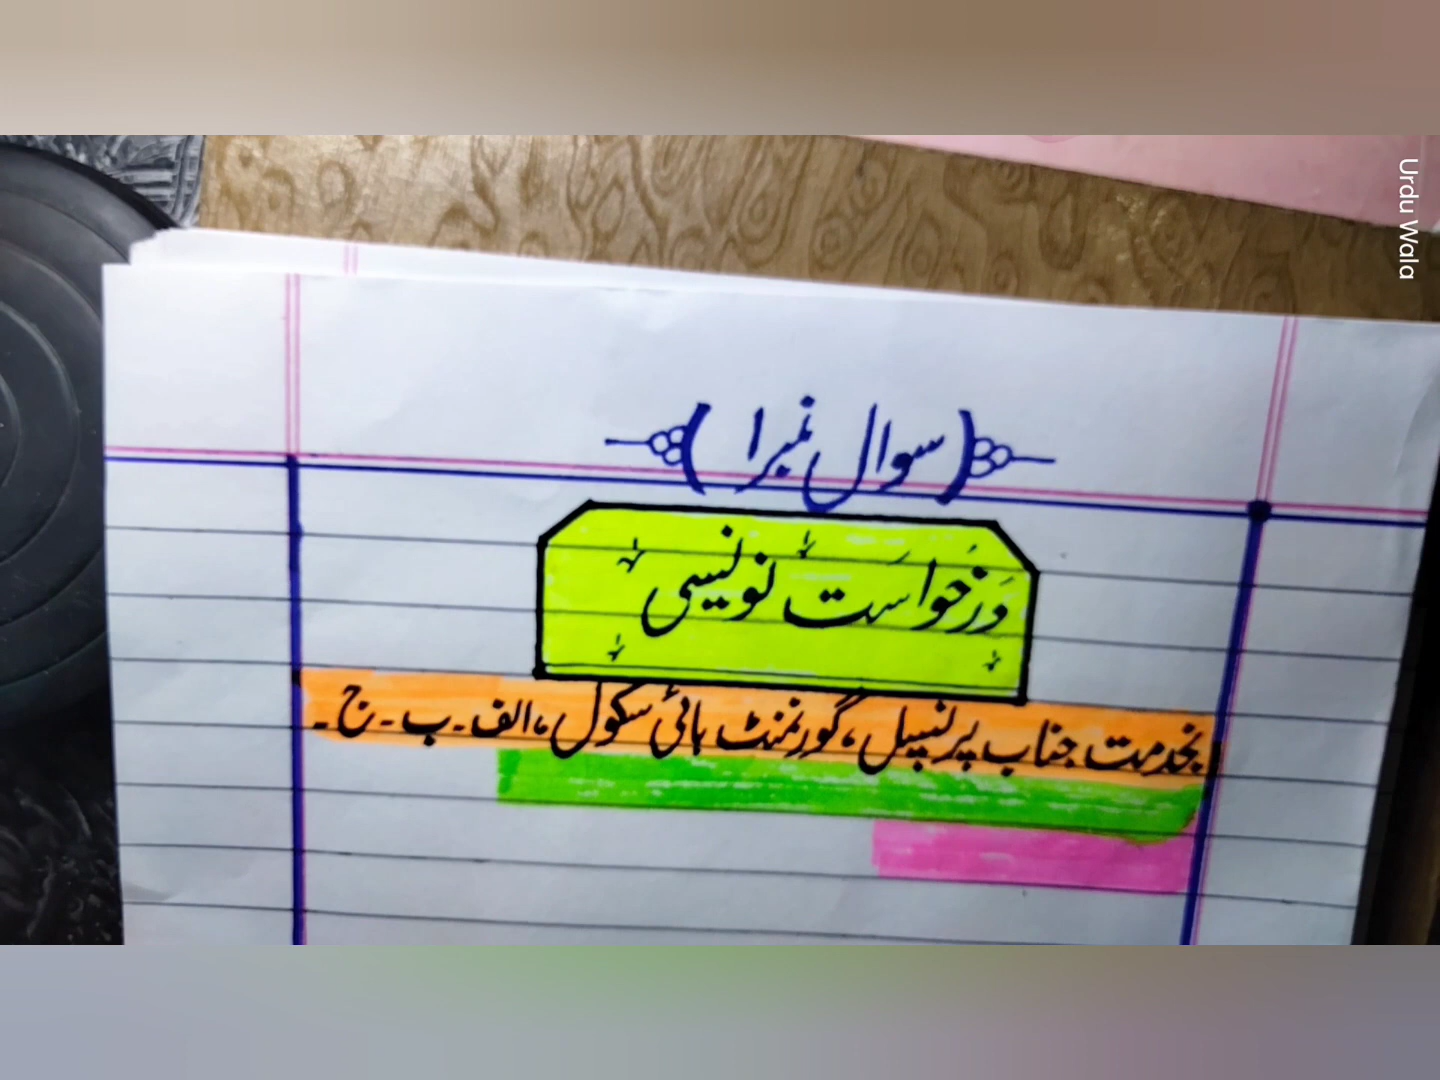 (سوال نمبر ۱)
درخواست نویسی
بخدمت جناب پرنسپل، گورنمنٹ ہائی سکول، الف۔ب۔ج۔
Urdu Wala